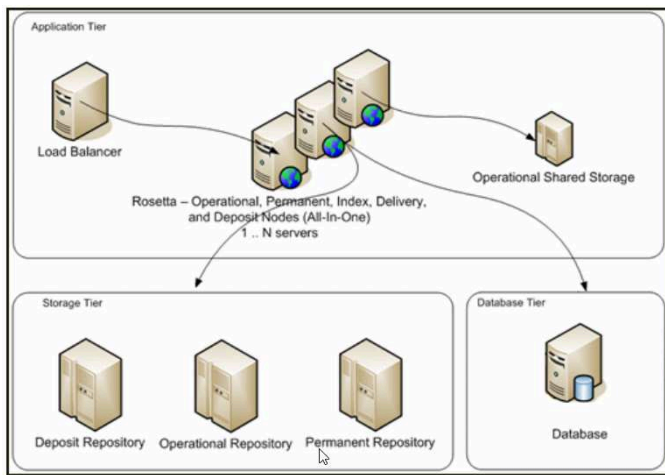 Application Tier
Load Balancer
Operational Shared Storage
Rosetta – Operational, Permanent, Index, Delivery,
and Deposit Nodes (All-In-One)
1 .. N servers
Storage Tier
Deposit Repository
Operational Repository
Permanent Repository
Database Tier
Database